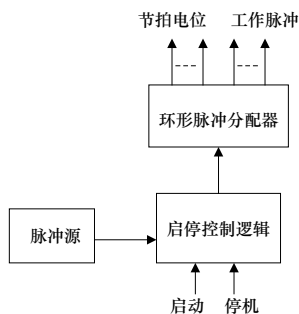 节拍电位 工作脉冲
环形脉冲分配器
脉冲源
启停控制逻辑
启动 停机